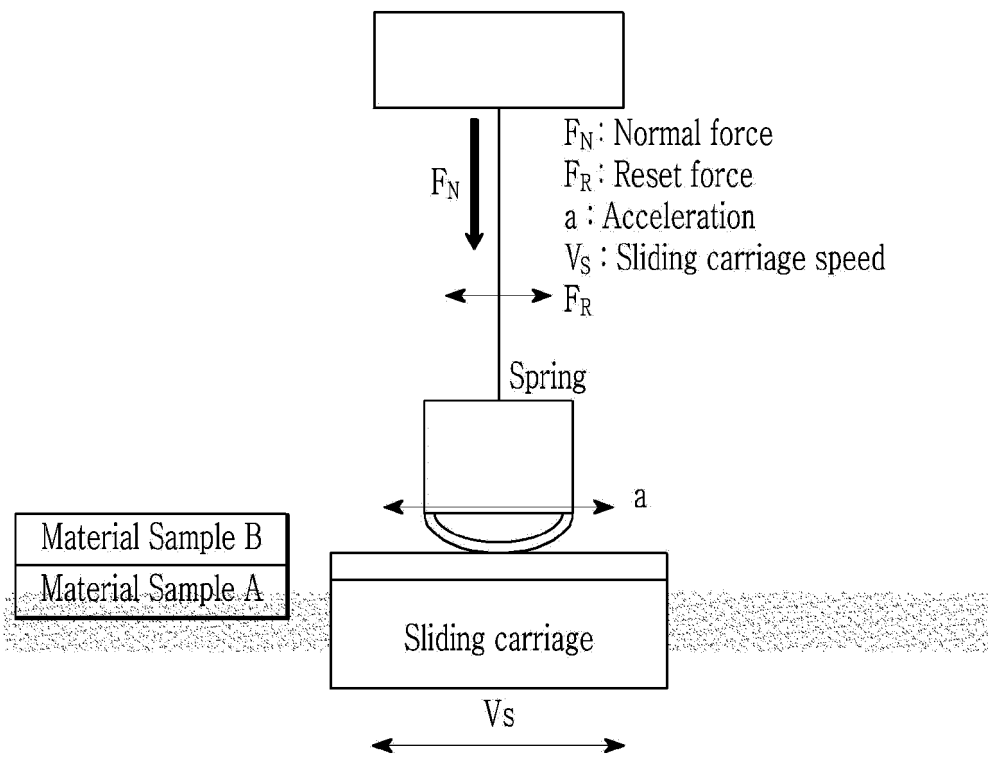 F_N : Normal force
F_R : Reset force
a : Acceleration
V_S : Sliding carriage speed
F_N
F_R
Spring
a
Material Sample B
Material Sample A
Sliding carriage
Vs